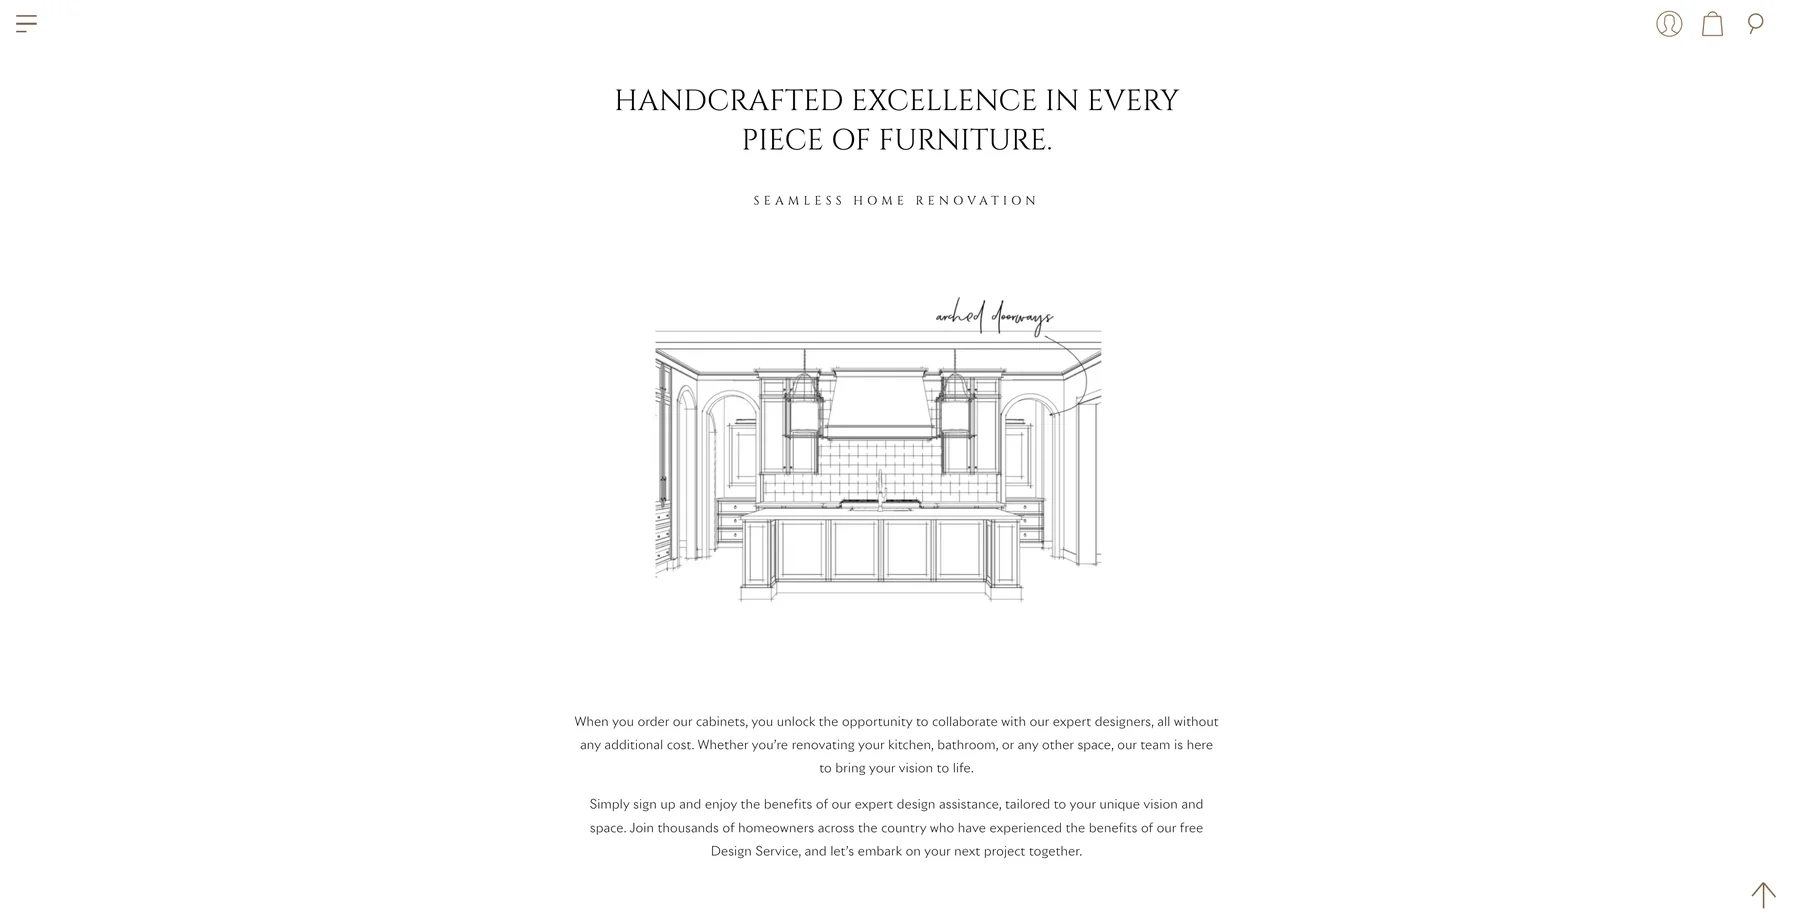 HANDCRAFTED EXCELLENCE IN EVERY
PIECE OF FURNITURE.
SEAMLESS HOME RENOVATION
arched doorways
When you order our cabinets, you unlock the opportunity to collaborate with our expert designers, all without
any additional cost. Whether you’re renovating your kitchen, bathroom, or any other space, our team is here
to bring your vision to life.
Simply sign up and enjoy the benefits of our expert design assistance, tailored to your unique vision and
space. Join thousands of homeowners across the country who have experienced the benefits of our free
Design Service, and let’s embark on your next project together.